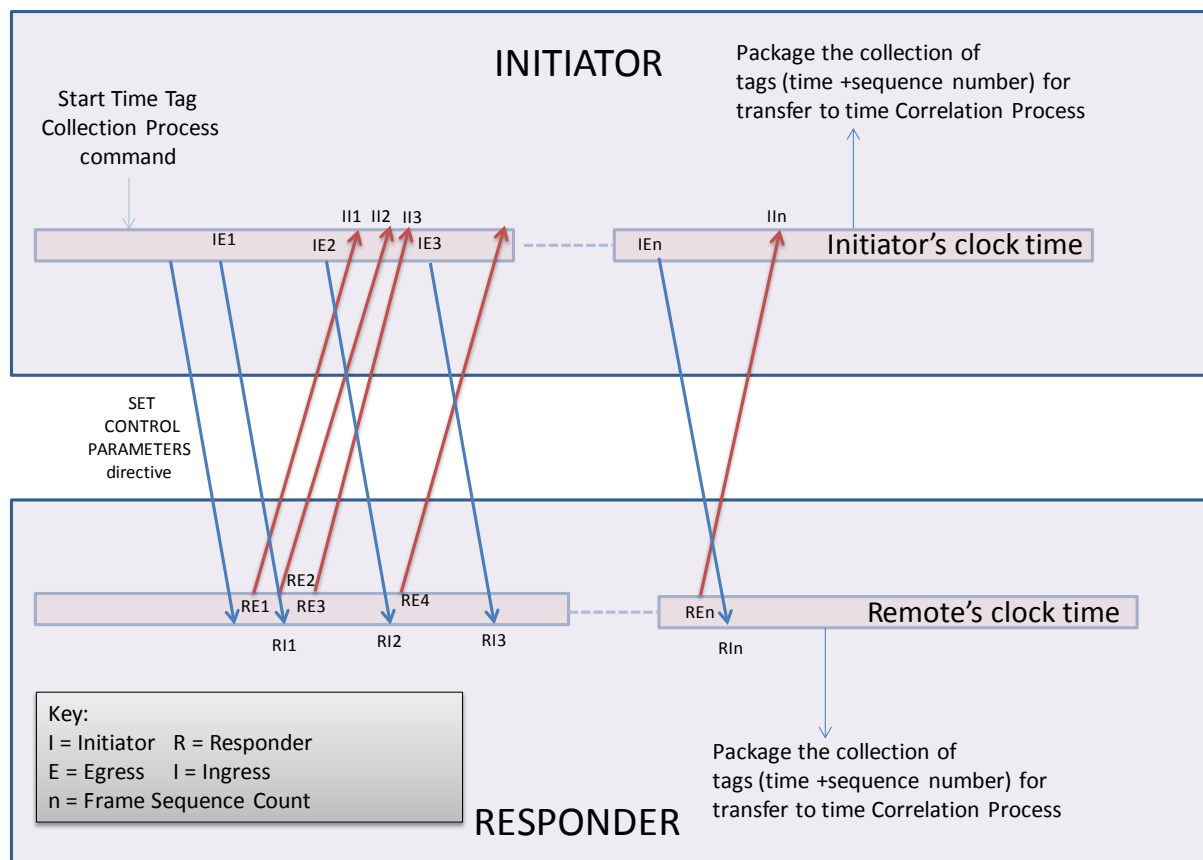 INITIATOR
Package the collection of
tags (time +sequence number) for
transfer to time Correlation Process
Start Time Tag
Collection Process
command
II1 II2 II3
IIn
IE1
IE2
IE3
IEn
Initiator's clock time
SET
CONTROL
PARAMETERS
directive
RE2
RE1
RE3
RE4
REn
Remote's clock time
RI1
RI2
RI3
RIn
Key:
I = Initiator R = Responder
E = Egress I = Ingress
n = Frame Sequence Count
Package the collection of
tags (time +sequence number) for
transfer to time Correlation Process
RESPONDER